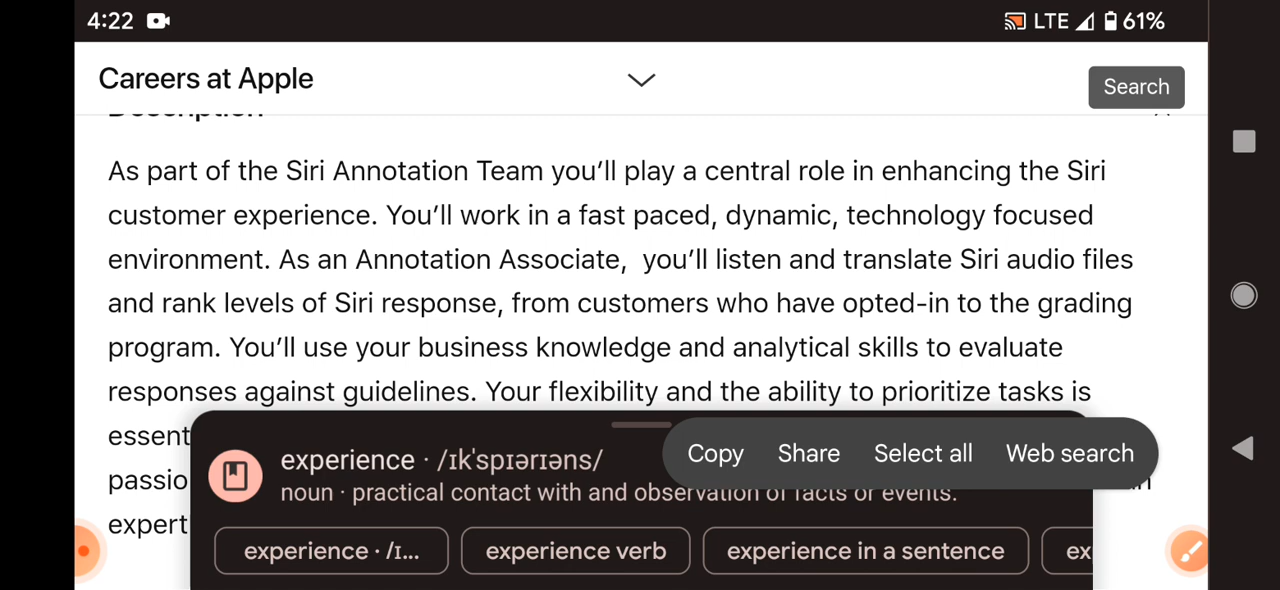 4:22 LTE 61%
Careers at Apple
Search
Description
As part of the Siri Annotation Team you’ll play a central role in enhancing the Siri
customer experience. You’ll work in a fast paced, dynamic, technology focused
environment. As an Annotation Associate,  you’ll listen and translate Siri audio files
and rank levels of Siri response, from customers who have opted-in to the grading
program. You’ll use your business knowledge and analytical skills to evaluate
responses against guidelines. Your flexibility and the ability to prioritize tasks is
essent
passio
expert
Copy Share Select all Web search
experience · /ɪkˈspɪərɪəns/
noun · practical contact with and observation of facts or events.
experience · /ɪ... experience verb experience in a sentence ex